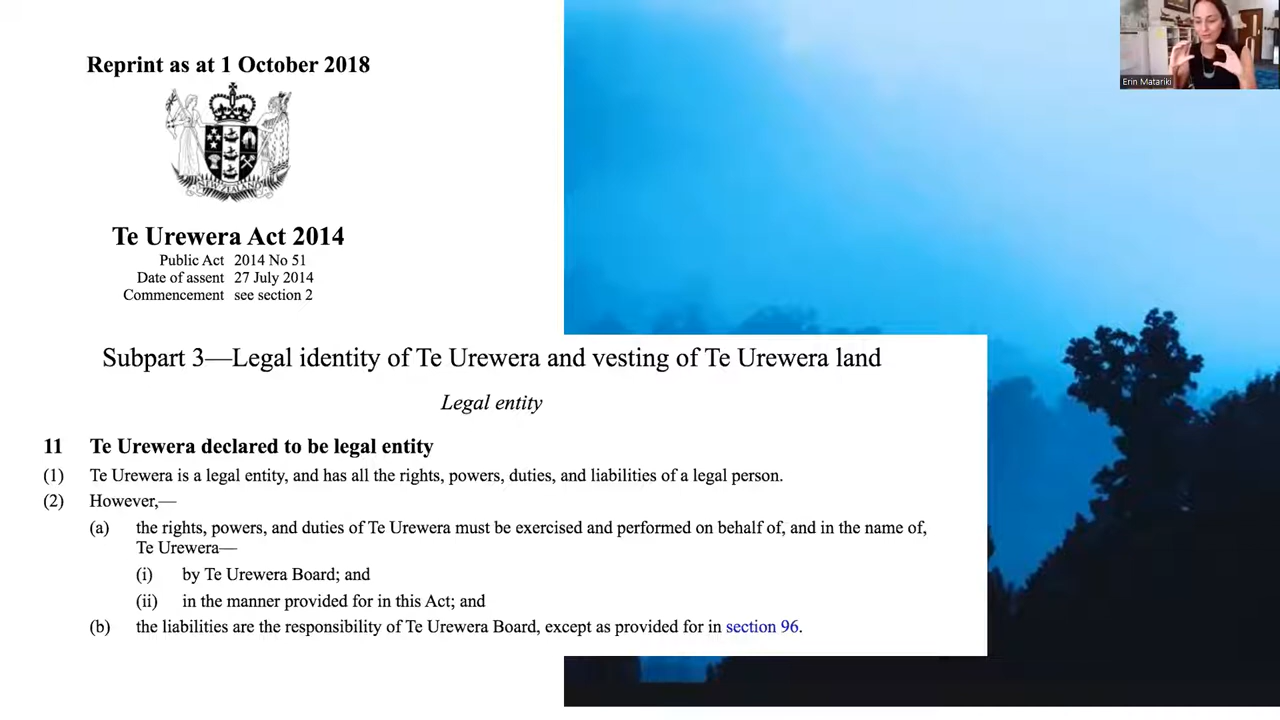 Erin Matariki
Reprint as at 1 October 2018
NEW ZEALAND
Te Urewera Act 2014
Public Act 2014 No 51
Date of assent 27 July 2014
Commencement see section 2
Subpart 3—Legal identity of Te Urewera and vesting of Te Urewera land
Legal entity
11 Te Urewera declared to be legal entity
(1) Te Urewera is a legal entity, and has all the rights, powers, duties, and liabilities of a legal person.
(2) However,—
(a) the rights, powers, and duties of Te Urewera must be exercised and performed on behalf of, and in the name of,
Te Urewera—
(i) by Te Urewera Board; and
(ii) in the manner provided for in this Act; and
(b) the liabilities are the responsibility of Te Urewera Board, except as provided for in section 96.